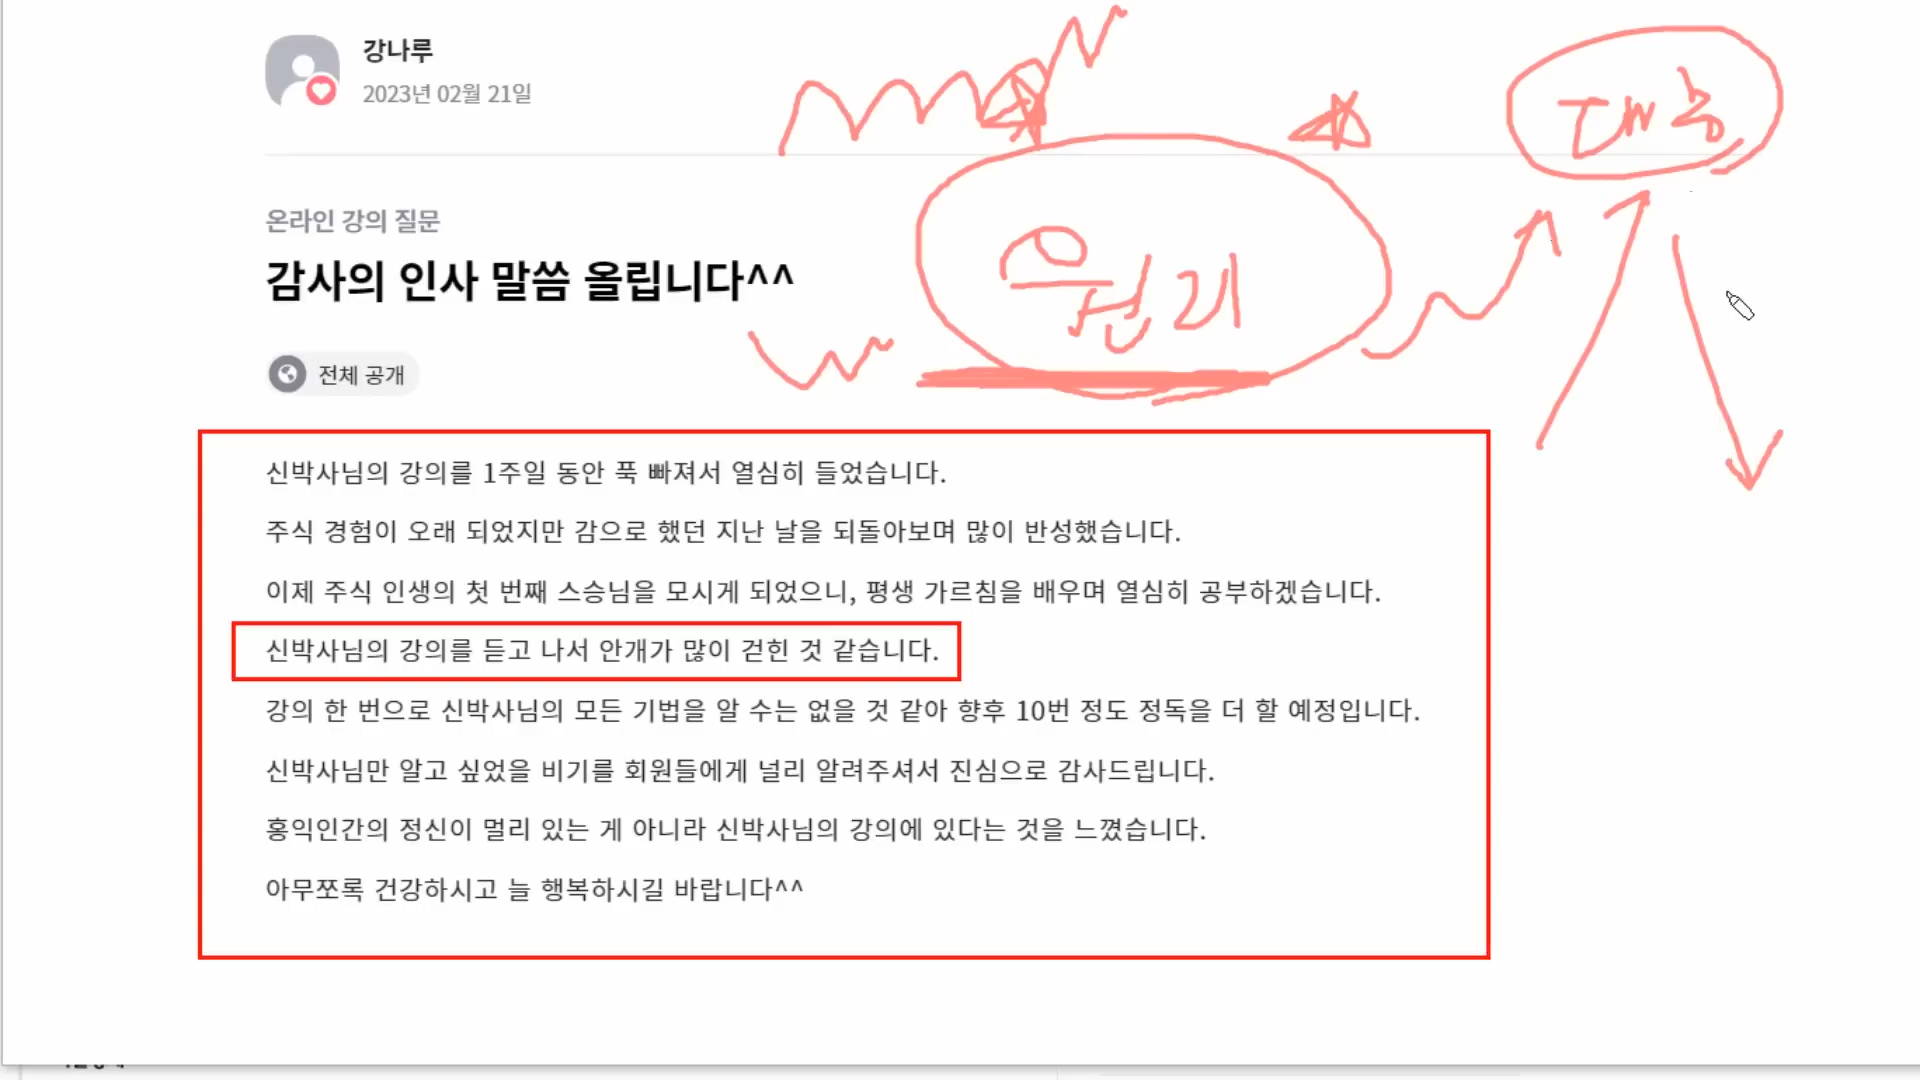 강나루
2023년 02월 21일
온라인 강의 질문
감사의 인사 말씀 올립니다^^
전체 공개
원리
신박사님의 강의를 1주일 동안 푹 빠져서 열심히 들었습니다.
주식 경험이 오래 되었지만 감으로 했던 지난 날을 되돌아보며 많이 반성했습니다.
이제 주식 인생의 첫 번째 스승님을 모시게 되었으니, 평생 가르침을 배우며 열심히 공부하겠습니다.
신박사님의 강의를 듣고 나서 안개가 많이 걷힌 것 같습니다.
강의 한 번으로 신박사님의 모든 기법을 알 수는 없을 것 같아 향후 10번 정도 정독을 더 할 예정입니다.
신박사님만 알고 싶었을 비기를 회원들에게 널리 알려주셔서 진심으로 감사드립니다.
홍익인간의 정신이 멀리 있는 게 아니라 신박사님의 강의에 있다는 것을 느꼈습니다.
아무쪼록 건강하시고 늘 행복하시길 바랍니다^^